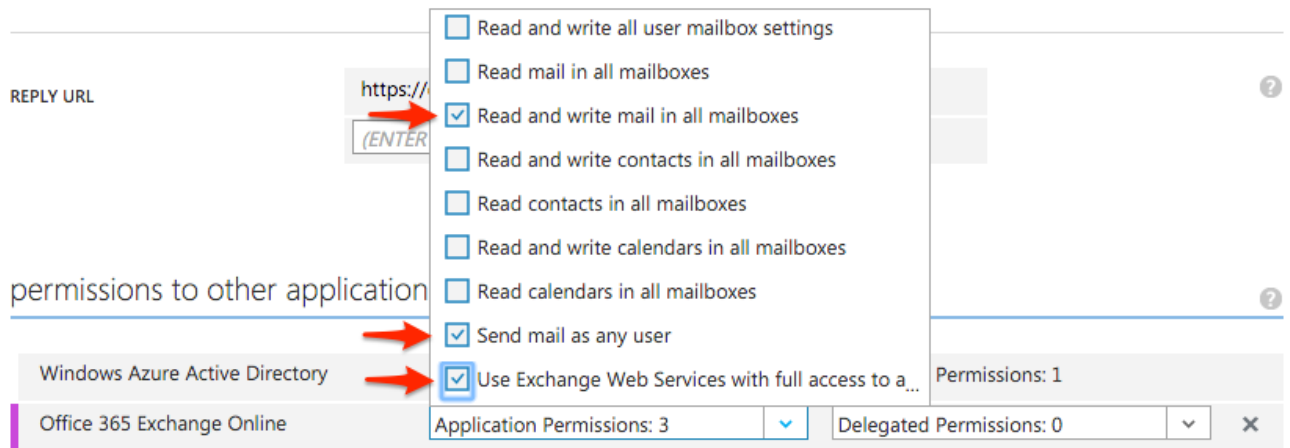 Read and write all user mailbox settings
Read mail in all mailboxes
REPLY URL
https://
Read and write mail in all mailboxes
(ENTER
Read and write contacts in all mailboxes
Read contacts in all mailboxes
Read and write calendars in all mailboxes
permissions to other application
Read calendars in all mailboxes
Send mail as any user
Windows Azure Active Directory
Use Exchange Web Services with full access to a...
Permissions: 1
Office 365 Exchange Online
Application Permissions: 3
Delegated Permissions: 0